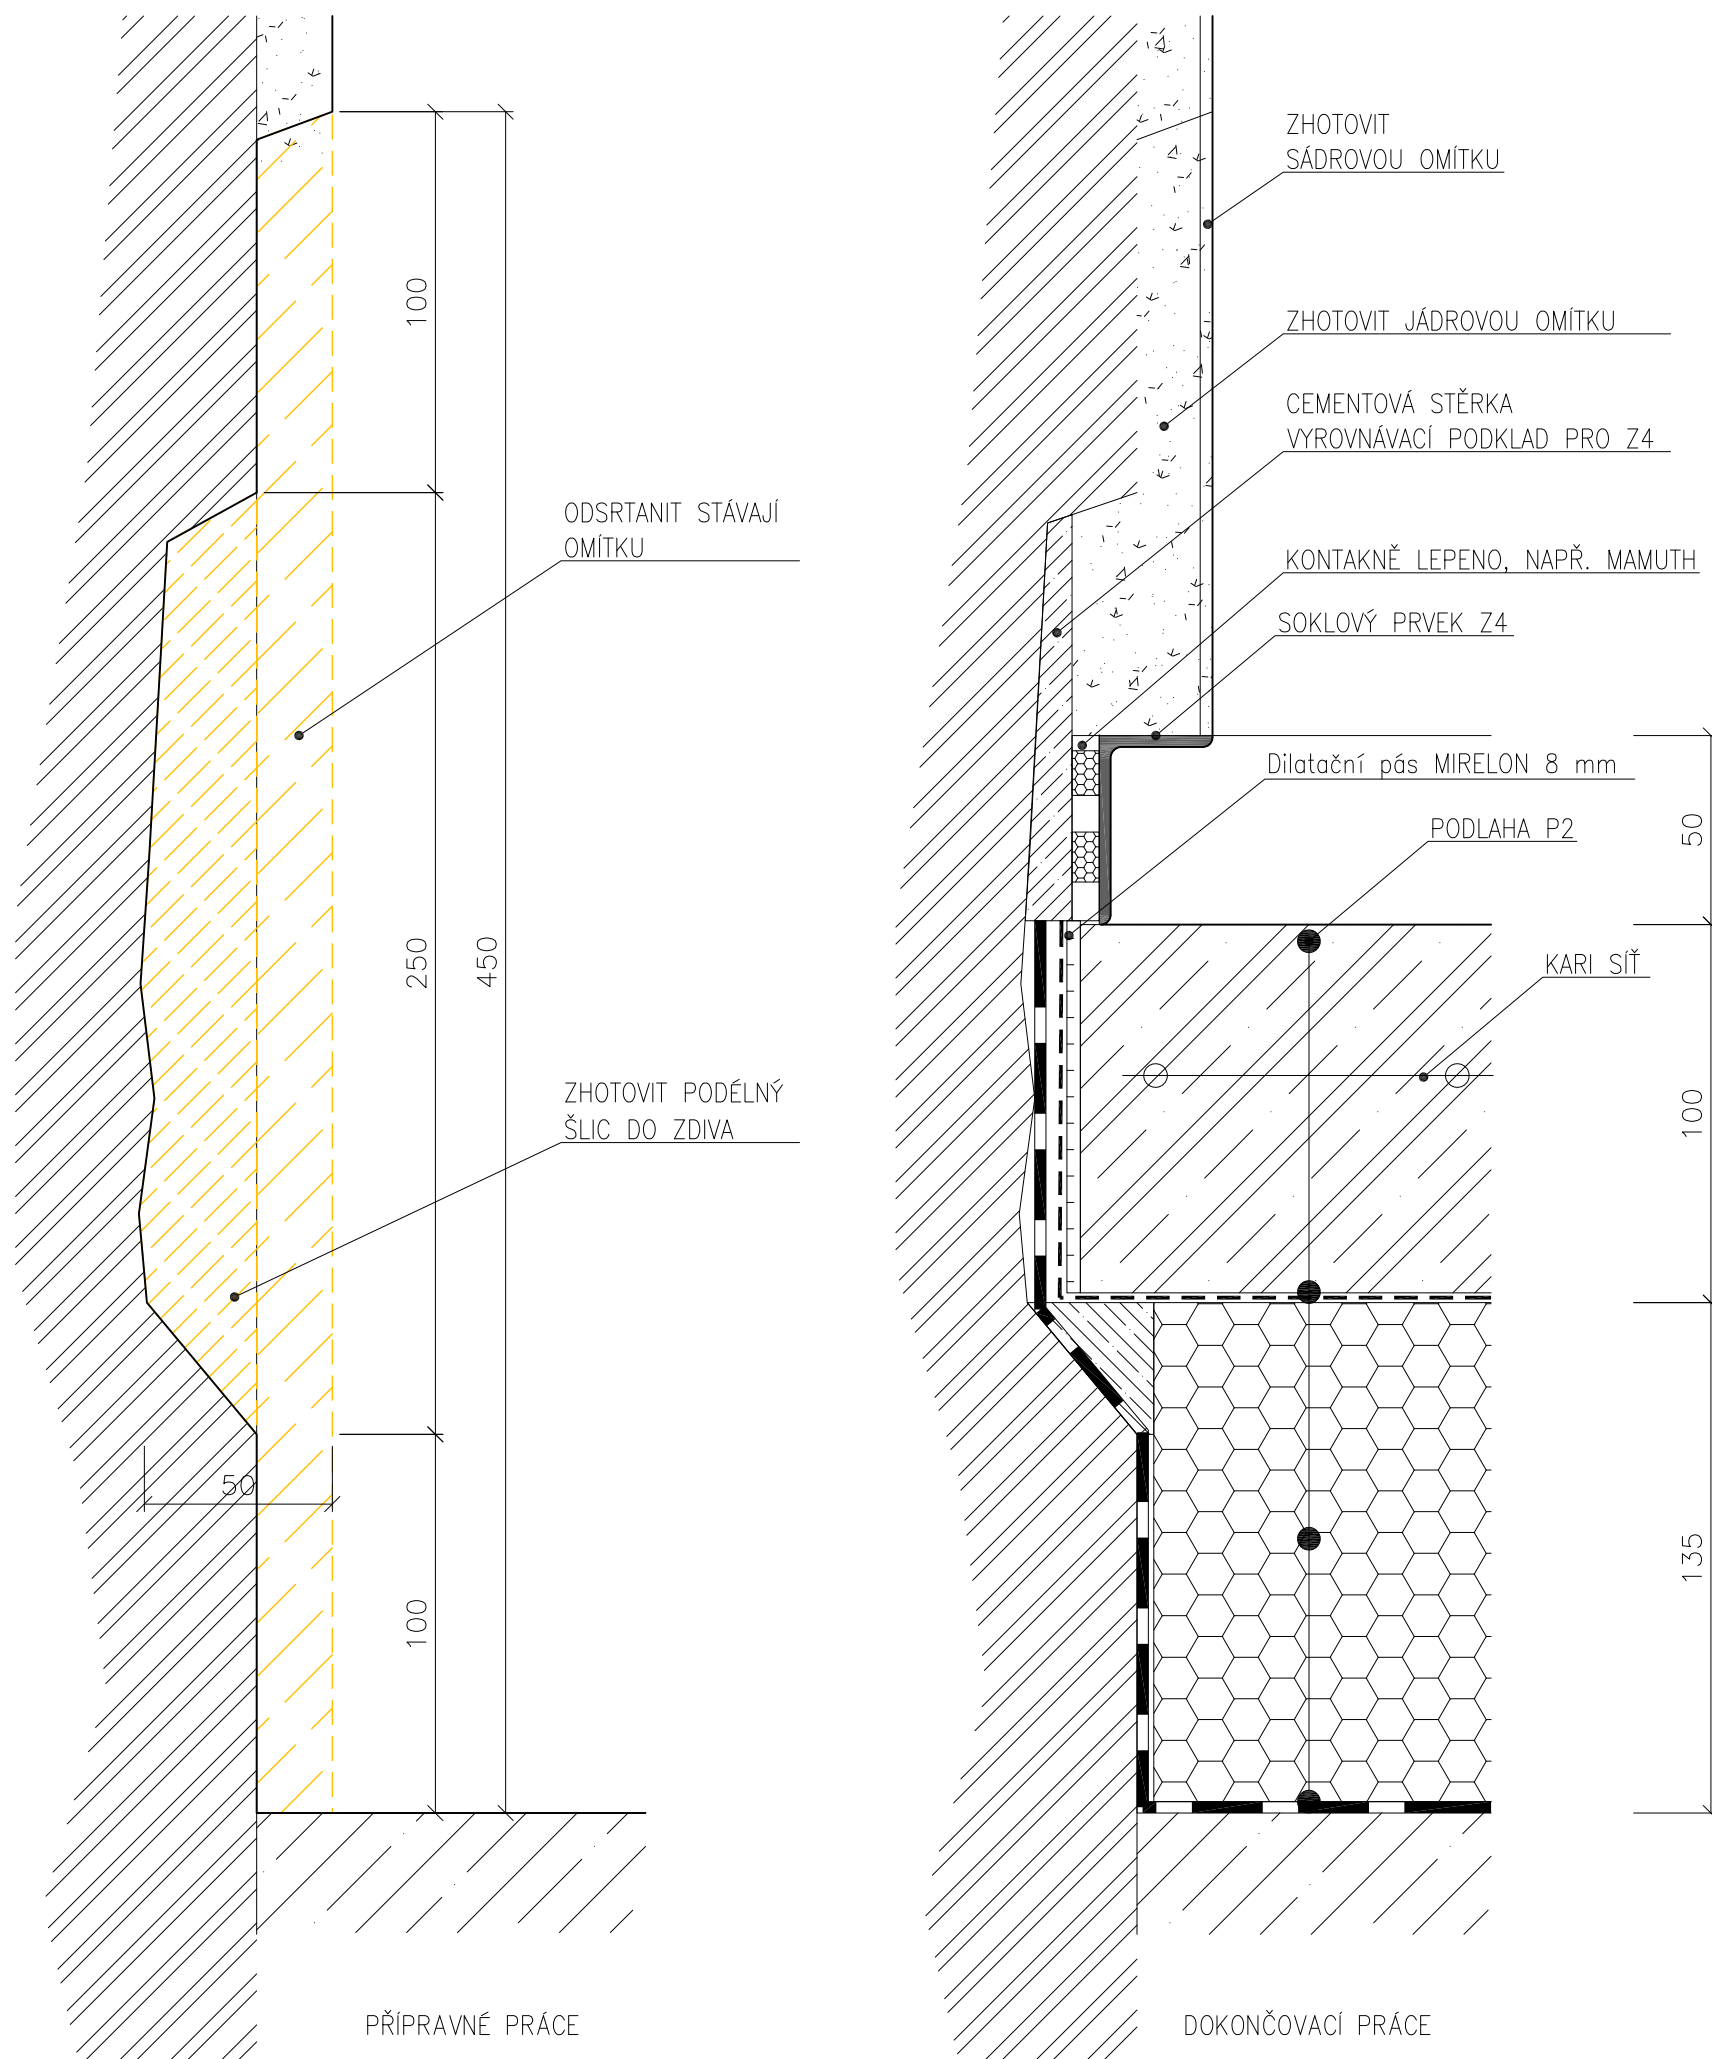 100
450
250
100
50
ODSRTANIT STÁVAJÍ
OMÍTKU
ZHOTOVIT PODÉLNÝ
ŠLIC DO ZDIVA
PŘÍPRAVNÉ PRÁCE
ZHOTOVIT
SÁDROVOU OMÍTKU
ZHOTOVIT JÁDROVOU OMÍTKU
CEMENTOVÁ STĚRKA
VYROVNÁVACÍ PODKLAD PRO Z4
KONTAKNĚ LEPENO, NAPŘ. MAMUTH
SOKLOVÝ PRVEK Z4
Dilatační pás MIRELON 8 mm
PODLAHA P2
KARI SÍŤ
50
100
135
DOKONČOVACÍ PRÁCE